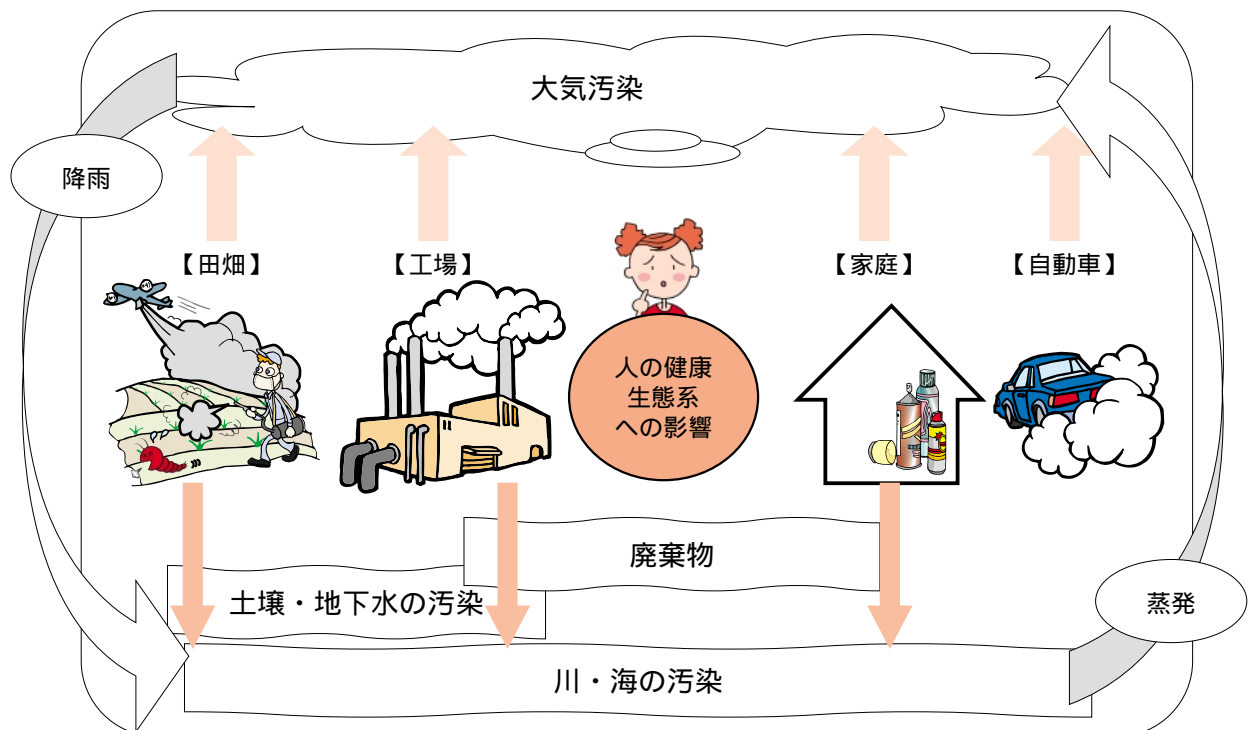 大気汚染
降雨
【田畑】
【工場】
【家庭】
【自動車】
人の健康
生態系
への影響
廃棄物
土壌・地下水の汚染
蒸発
川・海の汚染